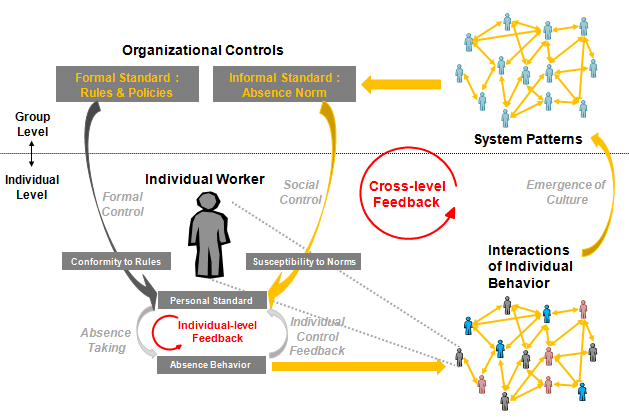 Organizational Controls
Formal Standard :
Rules & Policies
Informal Standard :
Absence Norm
System Patterns
Group
Level
Individual
Level
Formal
Control
Individual Worker
Social
Control
Cross-level
Feedback
Emergence of
Culture
Conformity to Rules
Susceptibility to Norms
Interactions
of Individual
Behavior
Personal Standard
Absence
Taking
Individual-level
Feedback
Individual
Control
Feedback
Absence Behavior